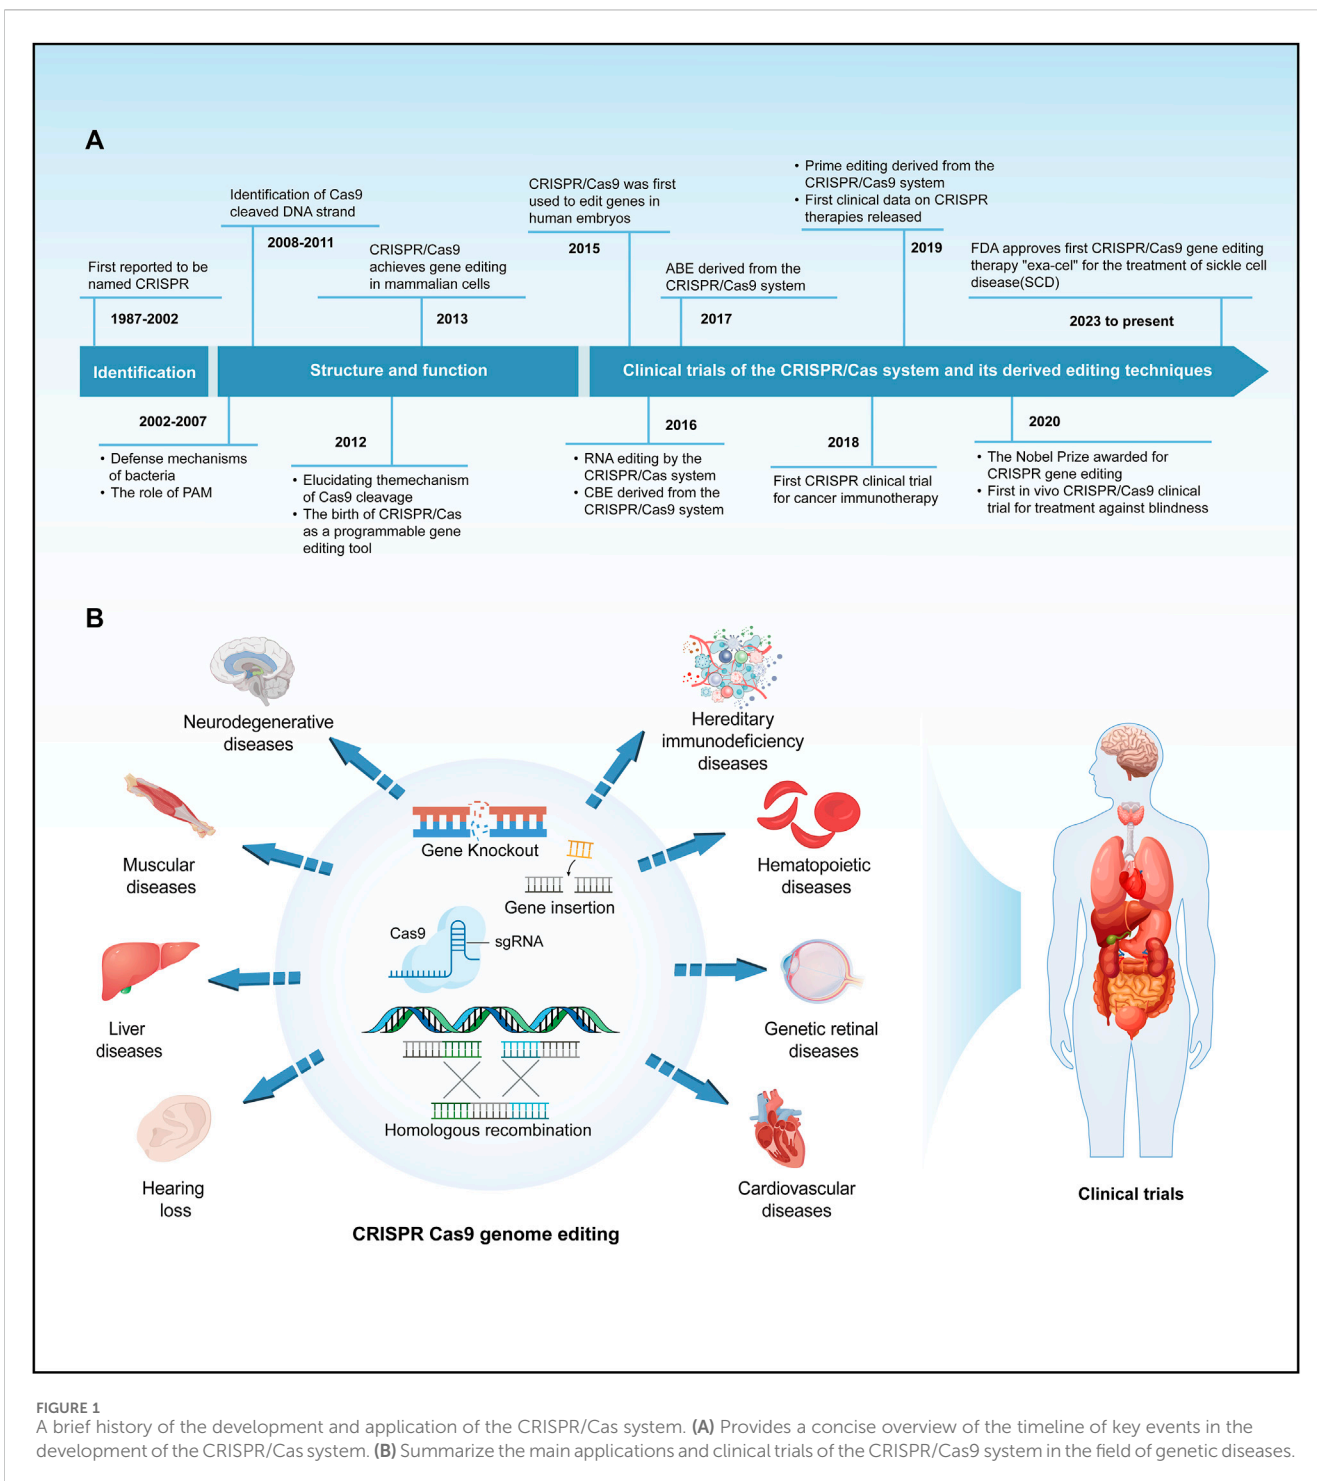 A
First reported to be
named CRISPR
1987-2002
Identification of Cas9
cleaved DNA strand
2008-2011
CRISPR/Cas9
achieves gene editing
in mammalian cells
2013
CRISPR/Cas9 was first
used to edit genes in
human embryos
2015
ABE derived from the
CRISPR/Cas9 system
2017
• Prime editing derived from the
CRISPR/Cas9 system
• First clinical data on CRISPR
therapies released
2019
FDA approves first CRISPR/Cas9 gene editing
therapy "exa-cel" for the treatment of sickle cell
disease(SCD)
2023 to present
Identification
Structure and function
Clinical trials of the CRISPR/Cas system and its derived editing techniques
2002-2007
• Defense mechanisms
of bacteria
• The role of PAM
2012
• Elucidating themechanism
of Cas9 cleavage
• The birth of CRISPR/Cas
as a programmable gene
editing tool
2016
• RNA editing by the
CRISPR/Cas system
• CBE derived from the
CRISPR/Cas9 system
2018
First CRISPR clinical trial
for cancer immunotherapy
2020
• The Nobel Prize awarded for
CRISPR gene editing
• First in vivo CRISPR/Cas9 clinical
trial for treatment against blindness
B
Neurodegenerative
diseases
Muscular
diseases
Liver
diseases
Hearing
loss
Gene Knockout
Gene insertion
Cas9
sgRNA
Homologous recombination
CRISPR Cas9 genome editing
Hereditary
immunodeficiency
diseases
Hematopoietic
diseases
Genetic retinal
diseases
Cardiovascular
diseases
Clinical trials
FIGURE 1
A brief history of the development and application of the CRISPR/Cas system. (A) Provides a concise overview of the timeline of key events in the
development of the CRISPR/Cas system. (B) Summarize the main applications and clinical trials of the CRISPR/Cas9 system in the field of genetic diseases.